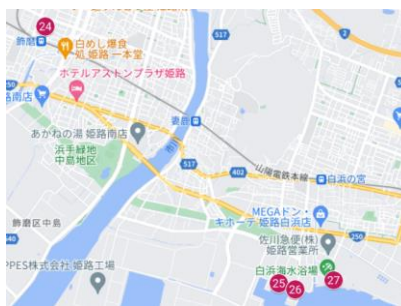 24
飾磨
白めし爆食
処 姫路 一本堂
517
2
ホテルアストンプラザ姫路
路南店
あかねの湯 姫路南店
妻鹿
浜手緑地
中島地区
517
402
山陽電鉄本線
白浜の宮
MEGAドン・
キホーテ 姫路白浜店
飾磨区中島
250
佐川急便(株)
姫路営業所
白浜海水浴場
PPES株式会社 姫路工場
25
26
27